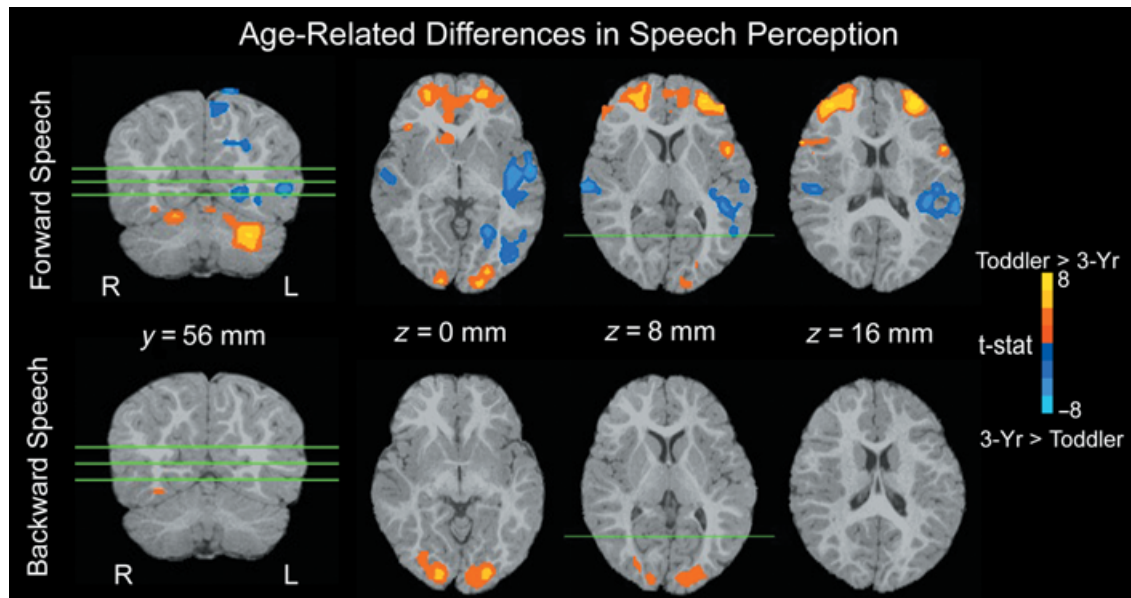 Age-Related Differences in Speech Perception
Forward Speech
R L
Toddler > 3-Yr
8
t-stat
–8
3-Yr > Toddler
y = 56 mm z = 0 mm z = 8 mm z = 16 mm
Backward Speech
R L